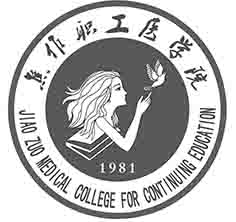 焦作职工医学院
1981
JIAO ZUO MEDICAL COLLEGE FOR CONTINUING EDUCATION